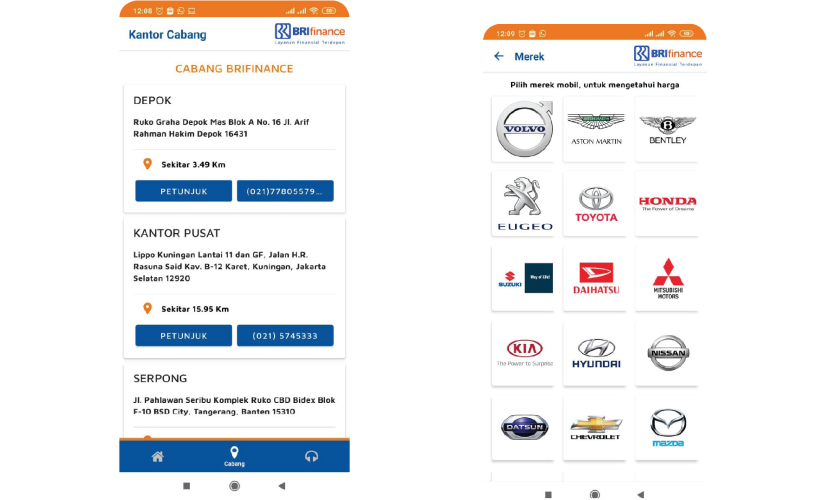 12:08
Kantor Cabang
BRIfinance
Layanan Finansial Terdepan
CABANG BRIFINANCE
DEPOK
Ruko Graha Depok Mas Blok A No. 16 Jl. Arif
Rahman Hakim Depok 16431
Sekitar 3.49 Km
PETUNJUK
(021)77805579...
KANTOR PUSAT
Lippo Kuningan Lantai 11 dan GF, Jalan H.R.
Rasuna Said Kav. B-12 Karet, Kuningan, Jakarta
Selatan 12920
Sekitar 15.95 Km
PETUNJUK
(021) 5745333
SERPONG
Jl. Pahlawan Seribu Komplek Ruko CBD Bidex Blok
F-10 BSD City, Tangerang, Banten 15310
Cabang
12:09
Merek
BRIfinance
Layanan Finansial Terdepan
Pilih merek mobil, untuk mengetahui harga
VOLVO
ASTON MARTIN
BENTLEY
EUGEO
TOYOTA
HONDA
The Power of Dreams
SUZUKI
Way of Life!
DAIHATSU
MITSUBISHI
MOTORS
KIA
The Power to Surprise
HYUNDAI
NISSAN
DATSUN
CHEVROLET
mazda